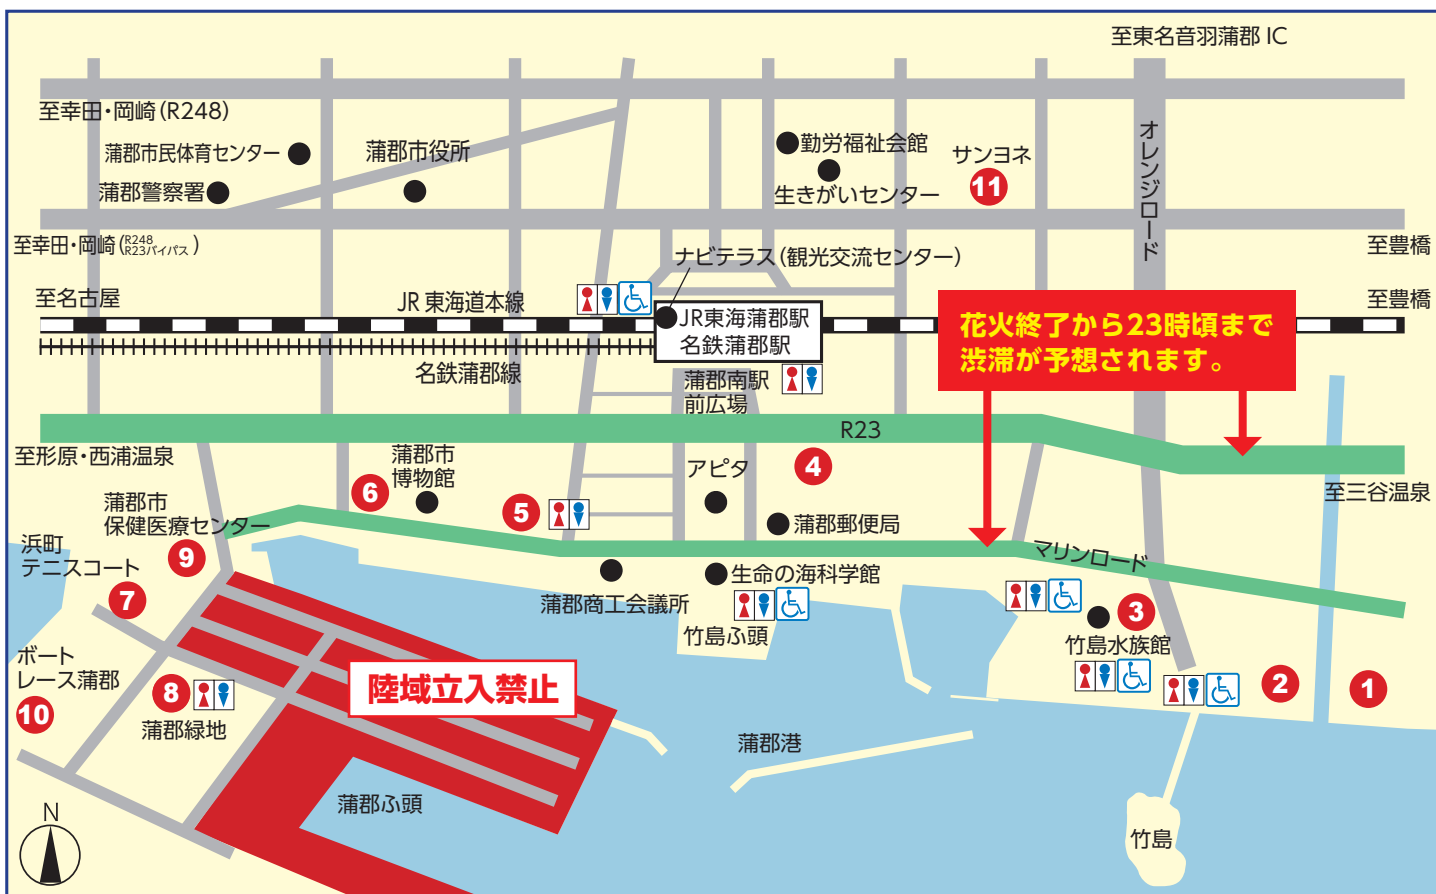 至東名音羽蒲郡 IC
至幸田・岡崎(R248)
オレンジロード
蒲郡市民体育センター
蒲郡市役所
勤労福祉会館
サンヨネ
11
蒲郡警察署
生きがいセンター
至幸田・岡崎(R248 R23バイパス)
至豊橋
ナビテラス(観光交流センター)
至名古屋
JR 東海道本線
至豊橋
JR東海蒲郡駅
名鉄蒲郡駅
花火終了から23時頃まで
渋滞が予想されます。
名鉄蒲郡線
蒲郡南駅
前広場
R23
至形原・西浦温泉
蒲郡市
博物館
6
5
アピタ
4
至三谷温泉
蒲郡市
保健医療センター
9
蒲郡郵便局
マリンロード
浜町
テニスコート
7
蒲郡商工会議所
生命の海科学館
竹島ふ頭
3
竹島水族館
ボート
レース蒲郡
10
8
蒲郡緑地
陸域立入禁止
2
1
蒲郡港
蒲郡ふ頭
竹島
N